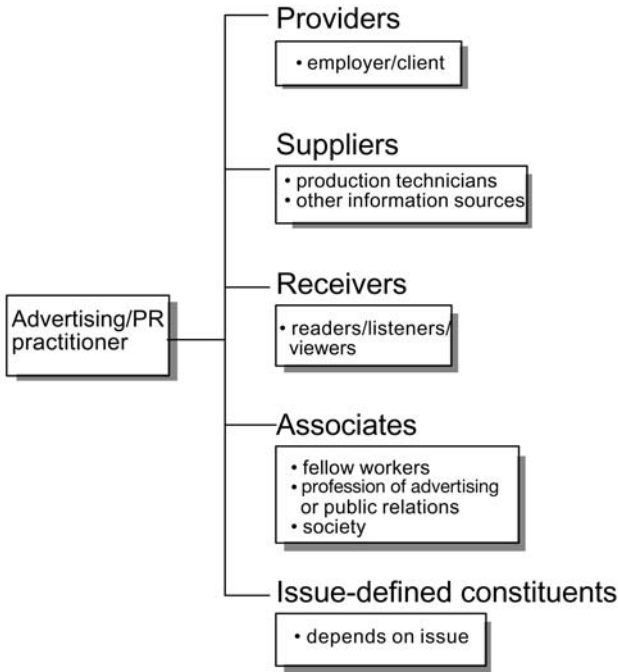 Providers
• employer/client
Suppliers
• production technicians
• other information sources
Advertising/PR
practitioner
Receivers
• readers/listeners/
viewers
Associates
• fellow workers
• profession of advertising
or public relations
• society
Issue-defined constituents
• depends on issue